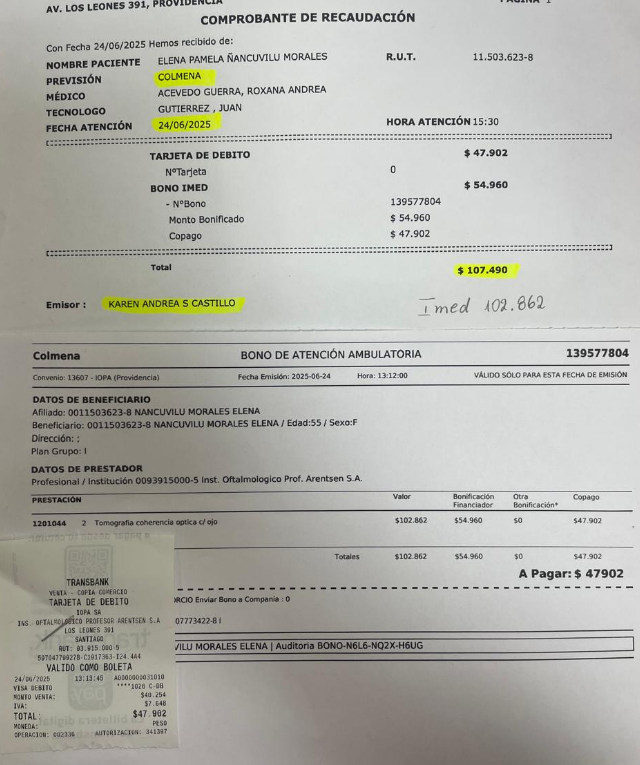 AV. LOS LEONES 391, PROVIDENCIA
PAGINA 1
COMPROBANTE DE RECAUDACIÓN
Con Fecha 24/06/2025 Hemos recibido de:
NOMBRE PACIENTE ELENA PAMELA ÑANCUVILU MORALES R.U.T. 11.503.623-8
PREVISIÓN COLMENA
MÉDICO ACEVEDO GUERRA, ROXANA ANDREA
TECNOLOGO GUTIERREZ , JUAN
FECHA ATENCIÓN 24/06/2025 HORA ATENCIÓN 15:30
TARJETA DE DEBITO $ 47.902
NºTarjeta 0
BONO IMED $ 54.960
- NºBono 139577804
Monto Bonificado $ 54.960
Copago $ 47.902
Total $ 107.490
Emisor : KAREN ANDREA S CASTILLO
Imed 102.862
Colmena BONO DE ATENCIÓN AMBULATORIA 139577804
Convenio: 13607 - IOPA (Providencia) Fecha Emisión: 2025-06-24 Hora: 13:12:00 VÁLIDO SÓLO PARA ESTA FECHA DE EMISIÓN
DATOS DE BENEFICIARIO
Afiliado: 0011503623-8 NANCUVILU MORALES ELENA
Beneficiario: 0011503623-8 NANCUVILU MORALES ELENA / Edad:55 / Sexo:F
Dirección: ;
Plan Grupo: I
DATOS DE PRESTADOR
Profesional / Institución 0093915000-5 Inst. Oftalmologico Prof. Arentsen S.A.
PRESTACIÓN Valor Bonificación Financiador Otra Bonificación* Copago
1201044 2 Tomografia coherencia optica c/ ojo $102.862 $54.960 $0 $47.902
Totales $102.862 $54.960 $0 $47.902
A Pagar: $ 47902
RCIO Enviar Bono a Compania : 0
07773422-8 I
VILU MORALES ELENA | Auditoria BONO-N6L6-NQ2X-H6UG
TRANSBANK
VENTA - COPIA COMERCIO
TARJETA DE DEBITO
IOPA SA
INS. OFTALMOLOGICO PROFESOR ARENTSEN S.A
LOS LEONES 391
SANTIAGO
RUT: 93.915.000-5
VALIDO COMO BOLETA
24/06/2025 13:13:45
VISA DEBITO ****1026 C-DB
MONTO VENTA: $40.254
IVA: $7.648
TOTAL: $47.902
MONEDA: PESO
OPERACION: 002336 AUTORIZACION: 341387